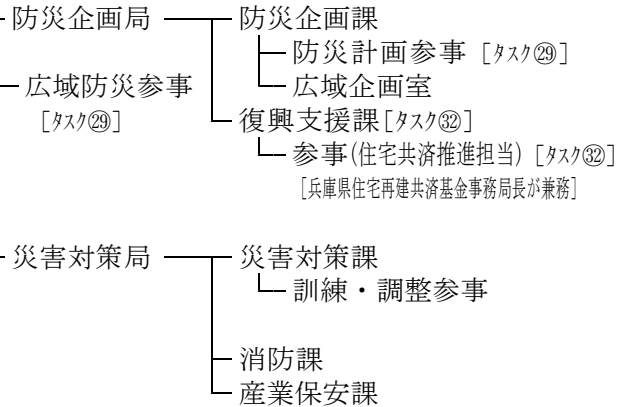 防災企画局 防災企画課
防災計画参事 [ﾀｽｸ㉙]
広域防災参事 広域企画室
[ﾀｽｸ㉙] 復興支援課[ﾀｽｸ㉜]
参事(住宅共済推進担当) [ﾀｽｸ㉜]
[兵庫県住宅再建共済基金事務局長が兼務]
災害対策局 災害対策課
訓練・調整参事
消防課
産業保安課